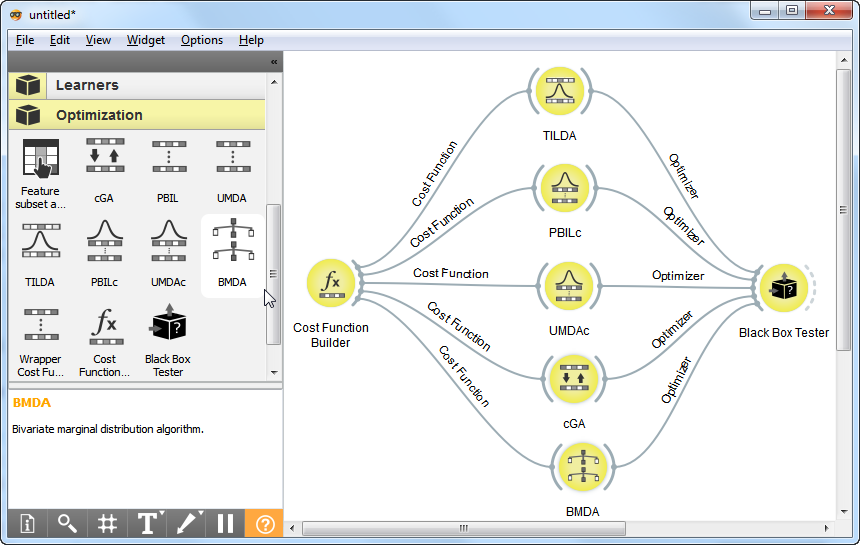 untitled*
File Edit View Widget Options Help
«
Learners
Optimization
Feature
subset a...
cGA
PBIL
UMDA
TILDA
PBILc
UMDAc
BMDA
Wrapper
Cost Fu...
Cost
Function...
Black Box
Tester
BMDA
Bivariate marginal distribution algorithm.
fx
Cost Function
Builder
Cost Function
Cost Function
Cost Function
Cost Function
Cost Function
TILDA
PBILc
UMDAc
cGA
BMDA
Optimizer
Optimizer
Optimizer
Optimizer
Optimizer
?
Black Box Tester